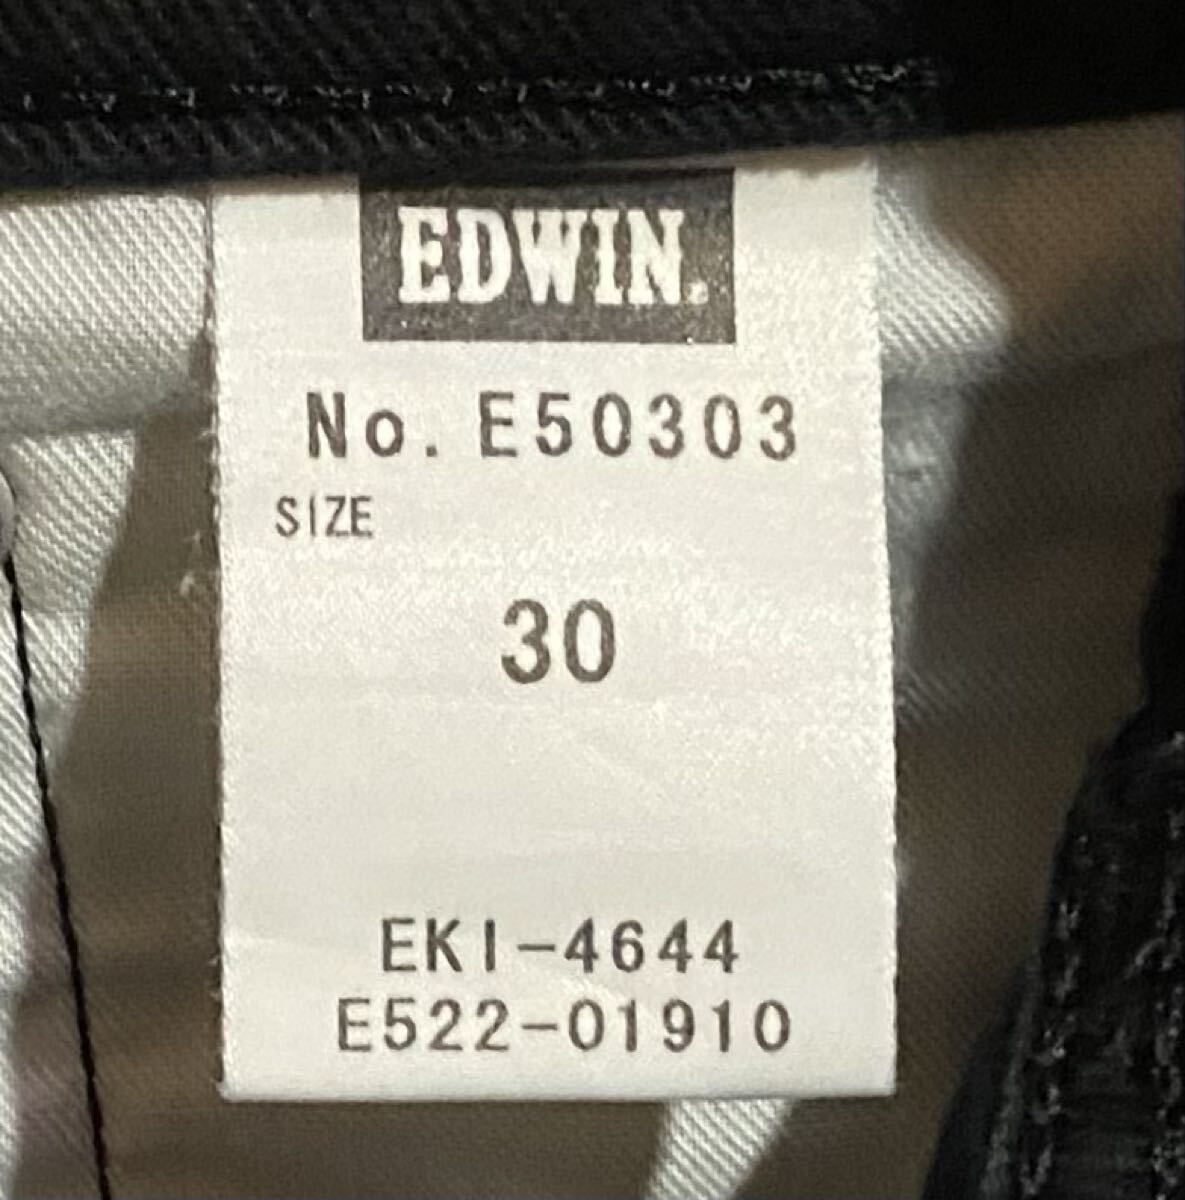 EDWIN.
No. E50303
SIZE
30
EKI-4644
E522-01910